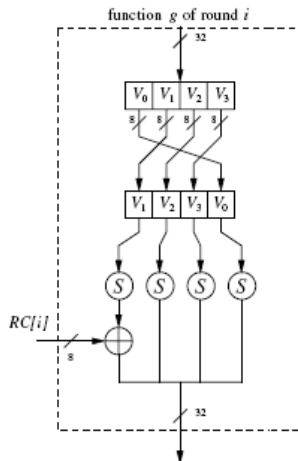 function g of round i
32
V0 V1 V2 V3
8 8 8 8
V1 V2 V3 V0
S S S S
RC[i]
8
32